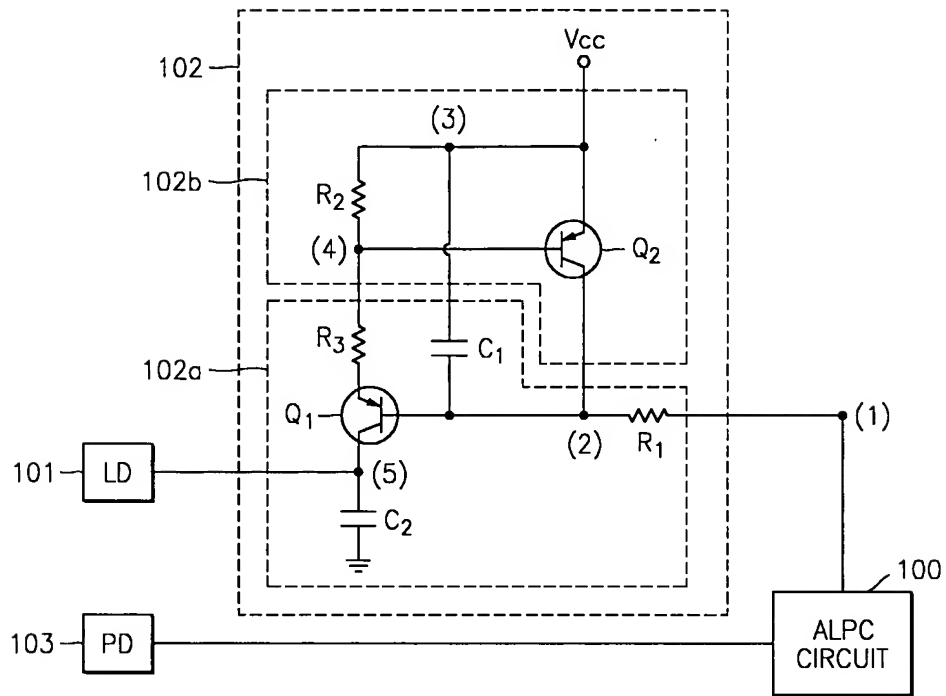 Vcc
102
(3)
102b
R2
(4)
Q2
R3
C1
102a
Q1
(2)
R1
(1)
101
LD
(5)
C2
100
103
PD
ALPC
CIRCUIT